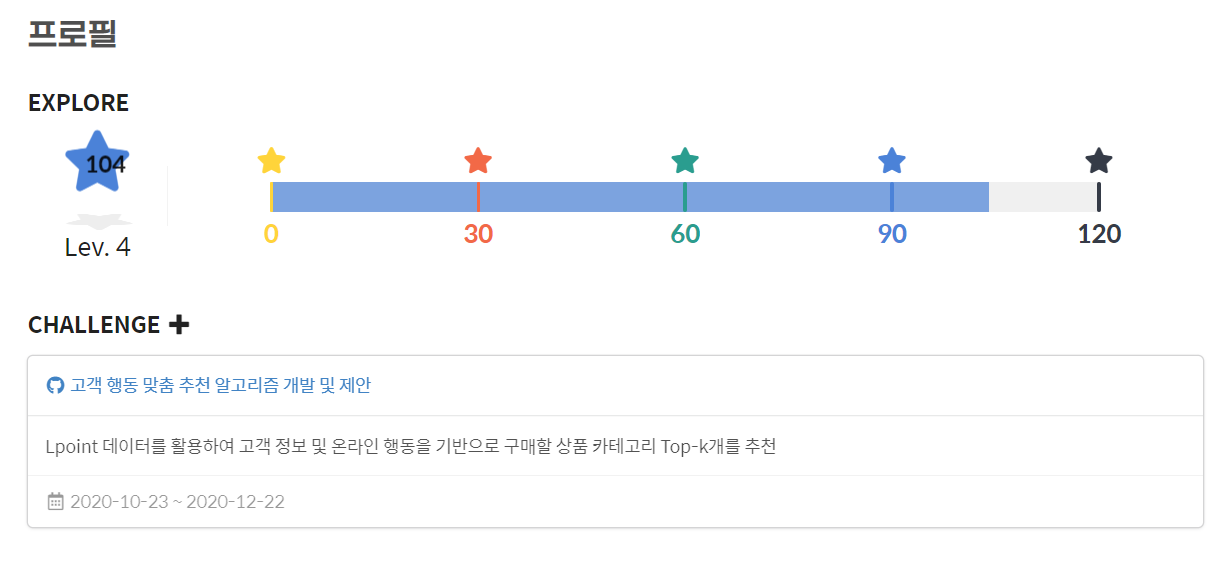 프로필
EXPLORE
104
Lev. 4
0 30 60 90 120
CHALLENGE
고객 행동 맞춤 추천 알고리즘 개발 및 제안
Lpoint 데이터를 활용하여 고객 정보 및 온라인 행동을 기반으로 구매할 상품 카테고리 Top-k개를 추천
2020-10-23 ~ 2020-12-22